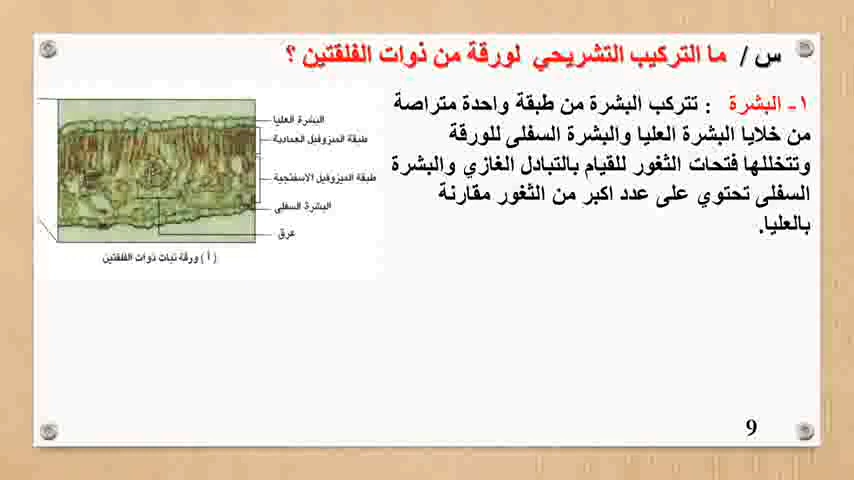 س / ما التركيب التشريحي لورقة من ذوات الفلقتين ؟
١- البشرة : تتركب البشرة من طبقة واحدة متراصة
من خلايا البشرة العليا والبشرة السفلى للورقة
وتتخللها فتحات الثغور للقيام بالتبادل الغازي والبشرة
السفلى تحتوي على عدد اكبر من الثغور مقارنة
بالعليا.
البشرة العليا
طبقة الميزوفيل العمادية
طبقة الميزوفيل الاسفنجية
البشرة السفلى
عرق
( أ ) ورقة نبات ذوات الفلقتين
9